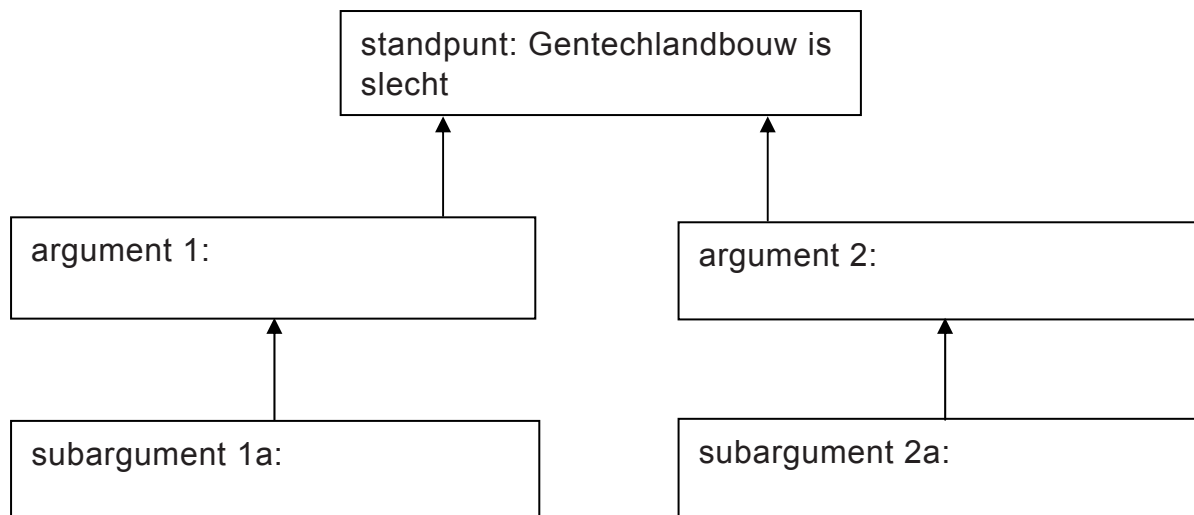 standpunt: Gentechlandbouw is
slecht
argument 1:
argument 2:
subargument 1a:
subargument 2a: